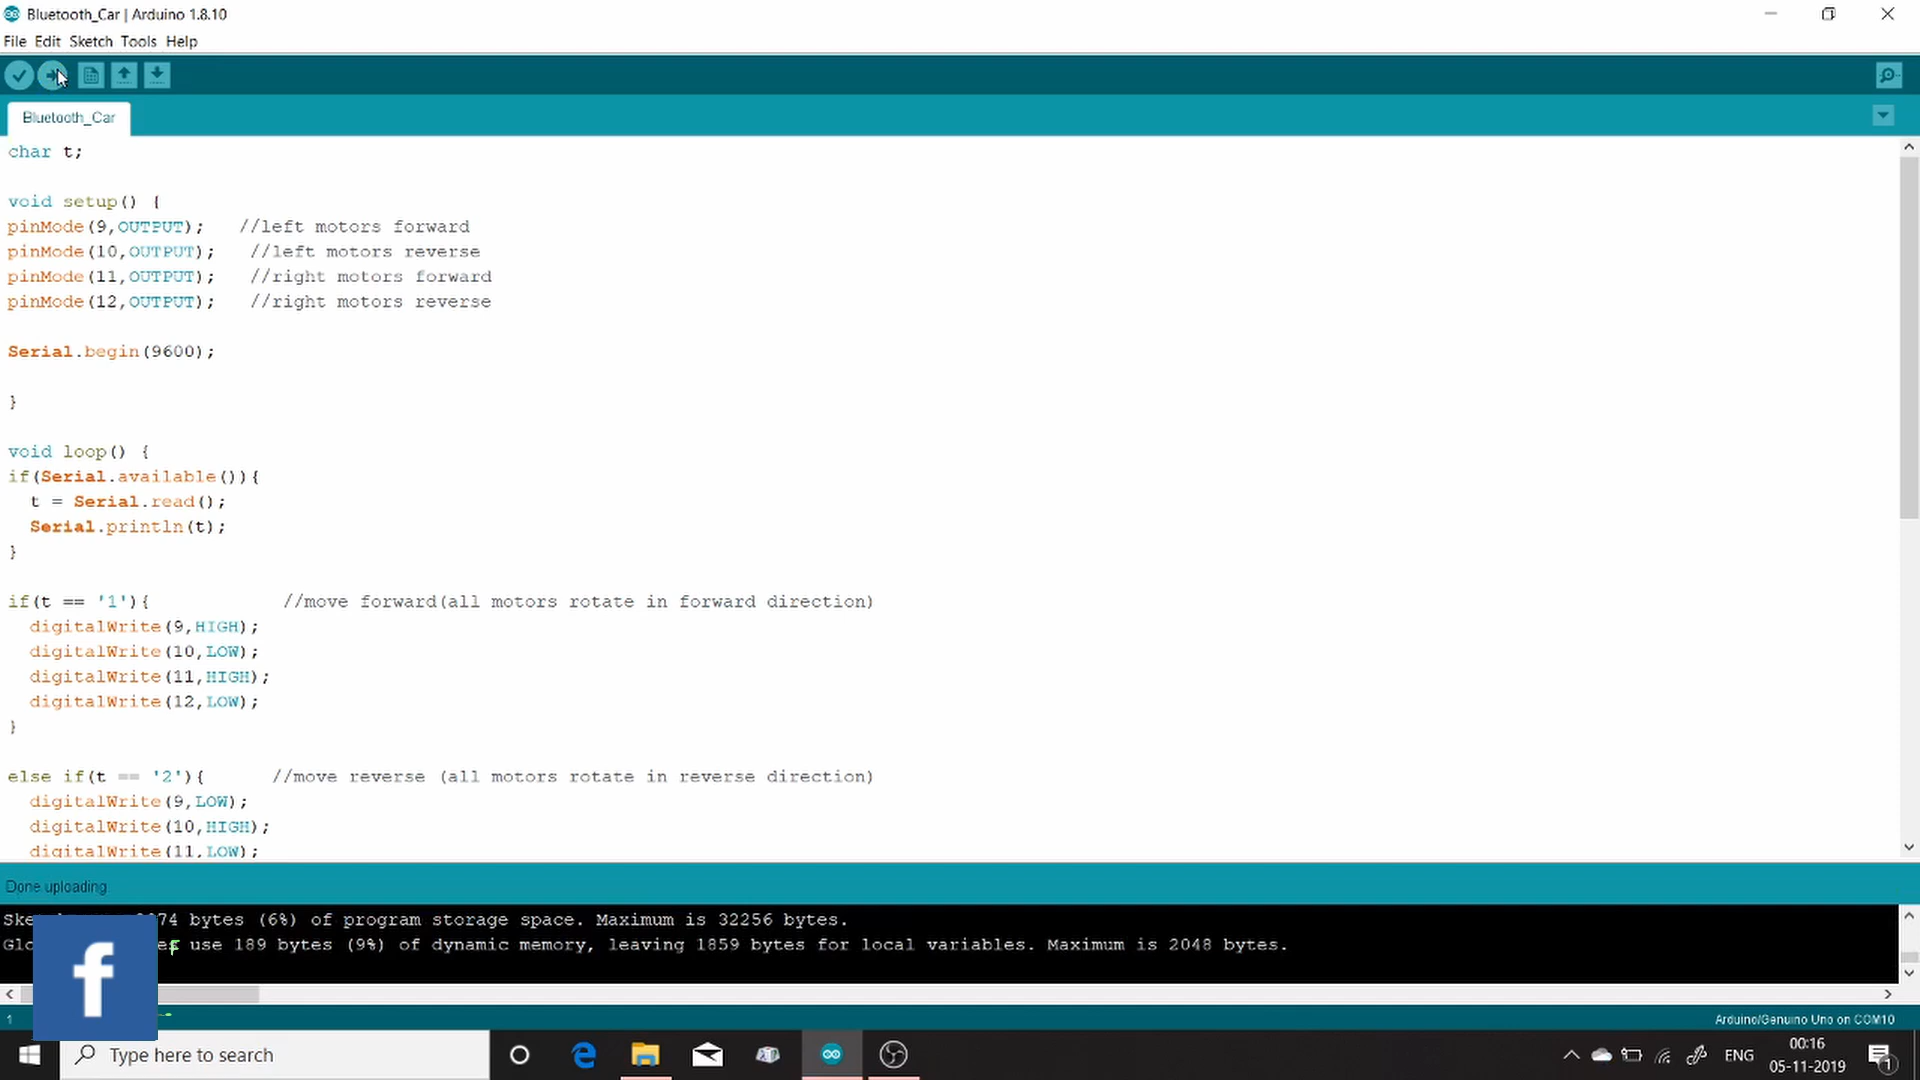 Bluetooth_Car | Arduino 1.8.10
File Edit Sketch Tools Help
Bluetooth_Car
char t;
void setup() {
pinMode(9,OUTPUT);   //left motors forward
pinMode(10,OUTPUT);   //left motors reverse
pinMode(11,OUTPUT);   //right motors forward
pinMode(12,OUTPUT);   //right motors reverse
Serial.begin(9600);
}
void loop() {
if(Serial.available()){
  t = Serial.read();
  Serial.println(t);
}
if(t == '1'){            //move forward(all motors rotate in forward direction)
  digitalWrite(9,HIGH);
  digitalWrite(10,LOW);
  digitalWrite(11,HIGH);
  digitalWrite(12,LOW);
}
else if(t == '2'){      //move reverse (all motors rotate in reverse direction)
  digitalWrite(9,LOW);
  digitalWrite(10,HIGH);
  digitalWrite(11,LOW);
Done uploading.
bytes (6%) of program storage space. Maximum is 32256 bytes.
use 189 bytes (9%) of dynamic memory, leaving 1859 bytes for local variables. Maximum is 2048 bytes.
f
1
Arduino/Genuino Uno on COM10
Type here to search
ENG
00:16
05-11-2019
1